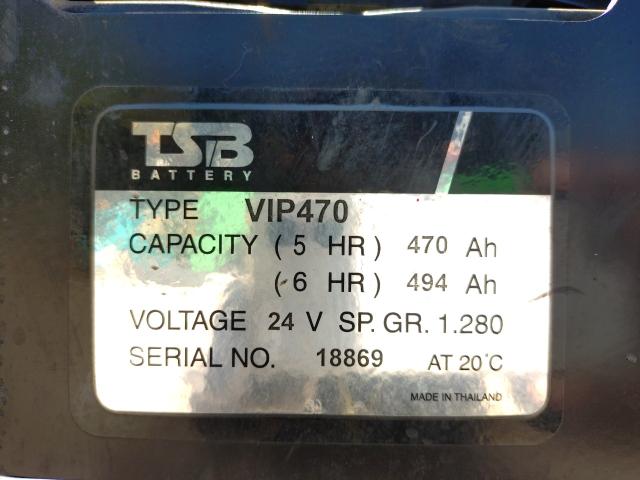 TSB
BATTERY
TYPE VIP470
CAPACITY ( 5 HR ) 470 Ah
( 6 HR ) 494 Ah
VOLTAGE 24 V SP. GR. 1.280
SERIAL NO. 18869 AT 20°C
MADE IN THAILAND